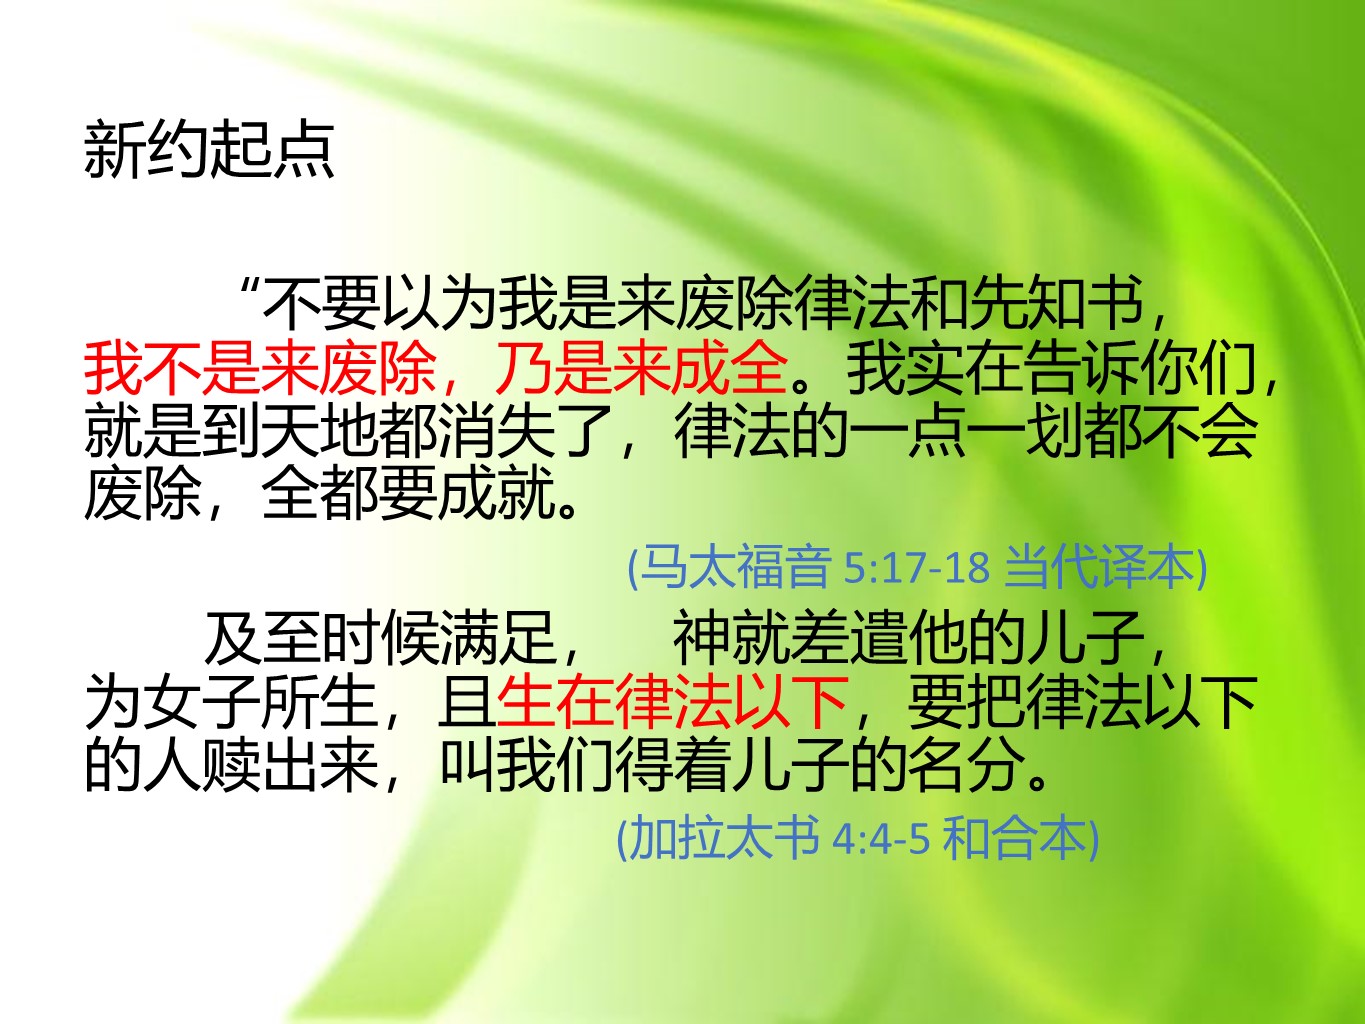 新约起点
“不要以为我是来废除律法和先知书，
我不是来废除，乃是来成全。我实在告诉你们，
就是到天地都消失了，律法的一点一划都不会
废除，全都要成就。
(马太福音 5:17-18 当代译本)
及至时候满足，　神就差遣他的儿子，
为女子所生，且生在律法以下，要把律法以下
的人赎出来，叫我们得着儿子的名分。
(加拉太书 4:4-5 和合本)